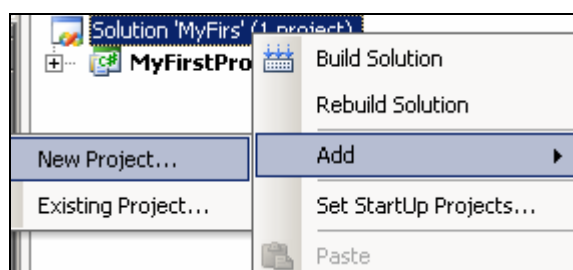 Solution 'MyFirs' (1 project)
MyFirstPro
Build Solution
Rebuild Solution
New Project...
Add
Existing Project...
Set StartUp Projects...
Paste